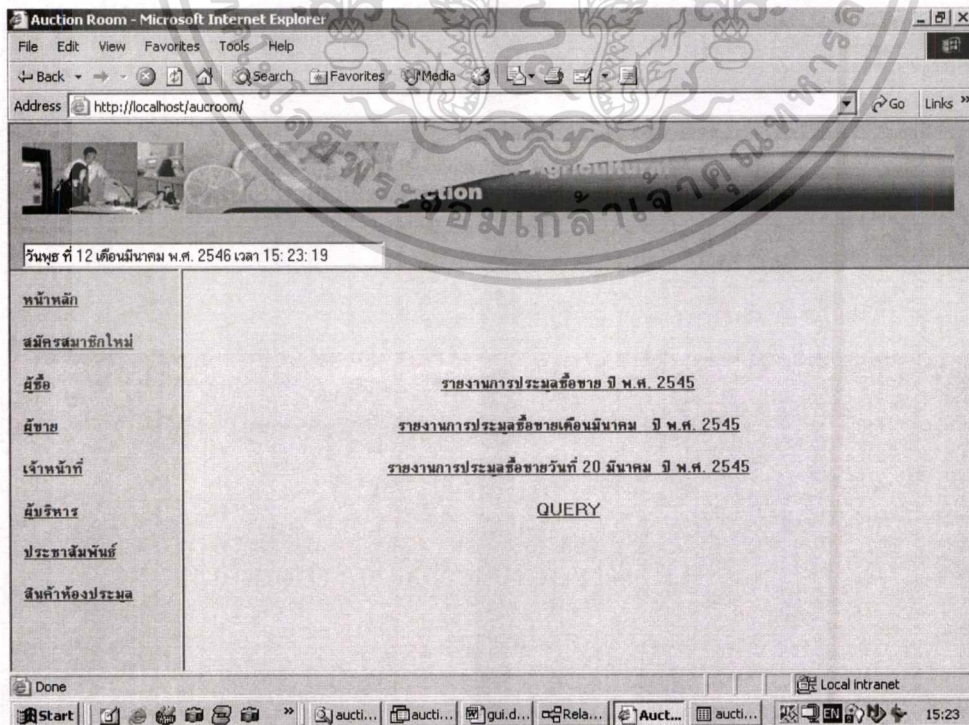 Auction Room - Microsoft Internet Explorer
File Edit View Favorites Tools Help
Back Search Favorites Media
Address http://localhost/aucroom/ Go Links »
วันพุธ ที่ 12 เดือนมีนาคม พ.ศ. 2546 เวลา 15: 23: 19
หน้าหลัก
สมัครสมาชิกใหม่
ผู้ซื้อ
ผู้ขาย
เจ้าหน้าที่
ผู้บริหาร
ประชาสัมพันธ์
สินค้าห้องประมูล
รายงานการประมูลซื้อขาย ปี พ.ศ. 2545
รายงานการประมูลซื้อขายเดือนมีนาคม ปี พ.ศ. 2545
รายงานการประมูลซื้อขายวันที่ 20 มีนาคม ปี พ.ศ. 2545
QUERY
Done Local intranet
Start » aucti... aucti... gui.d... Rela... Auct... aucti... EN 15:23